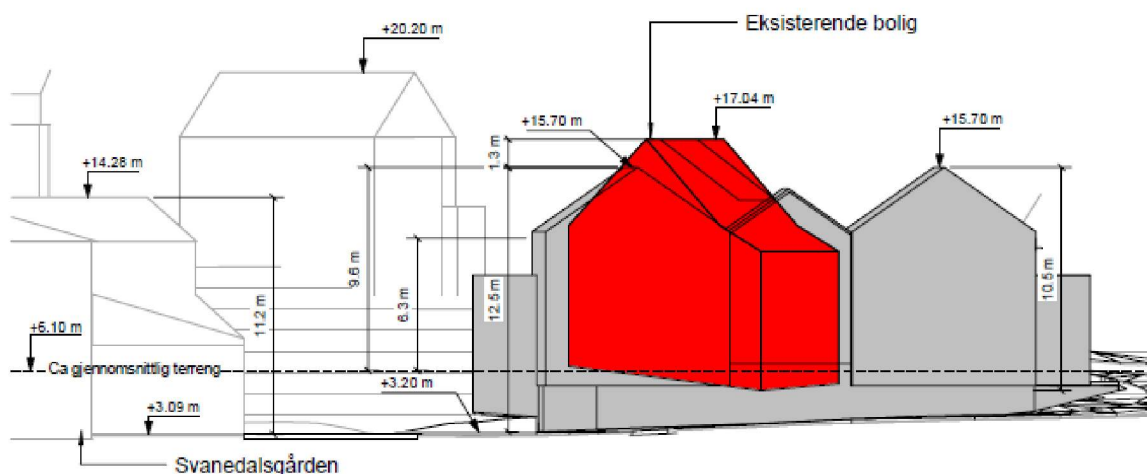 Eksisterende bolig
+20.20 m
+17.04 m
+15.70 m
+15.70 m
1.3 m
+14.28 m
9.6 m
6.3 m
12.5 m
11.2 m
10.5 m
+6.10 m
Ca gjennomsnittlig terreng
+3.20 m
+3.09 m
Svanedalsgården